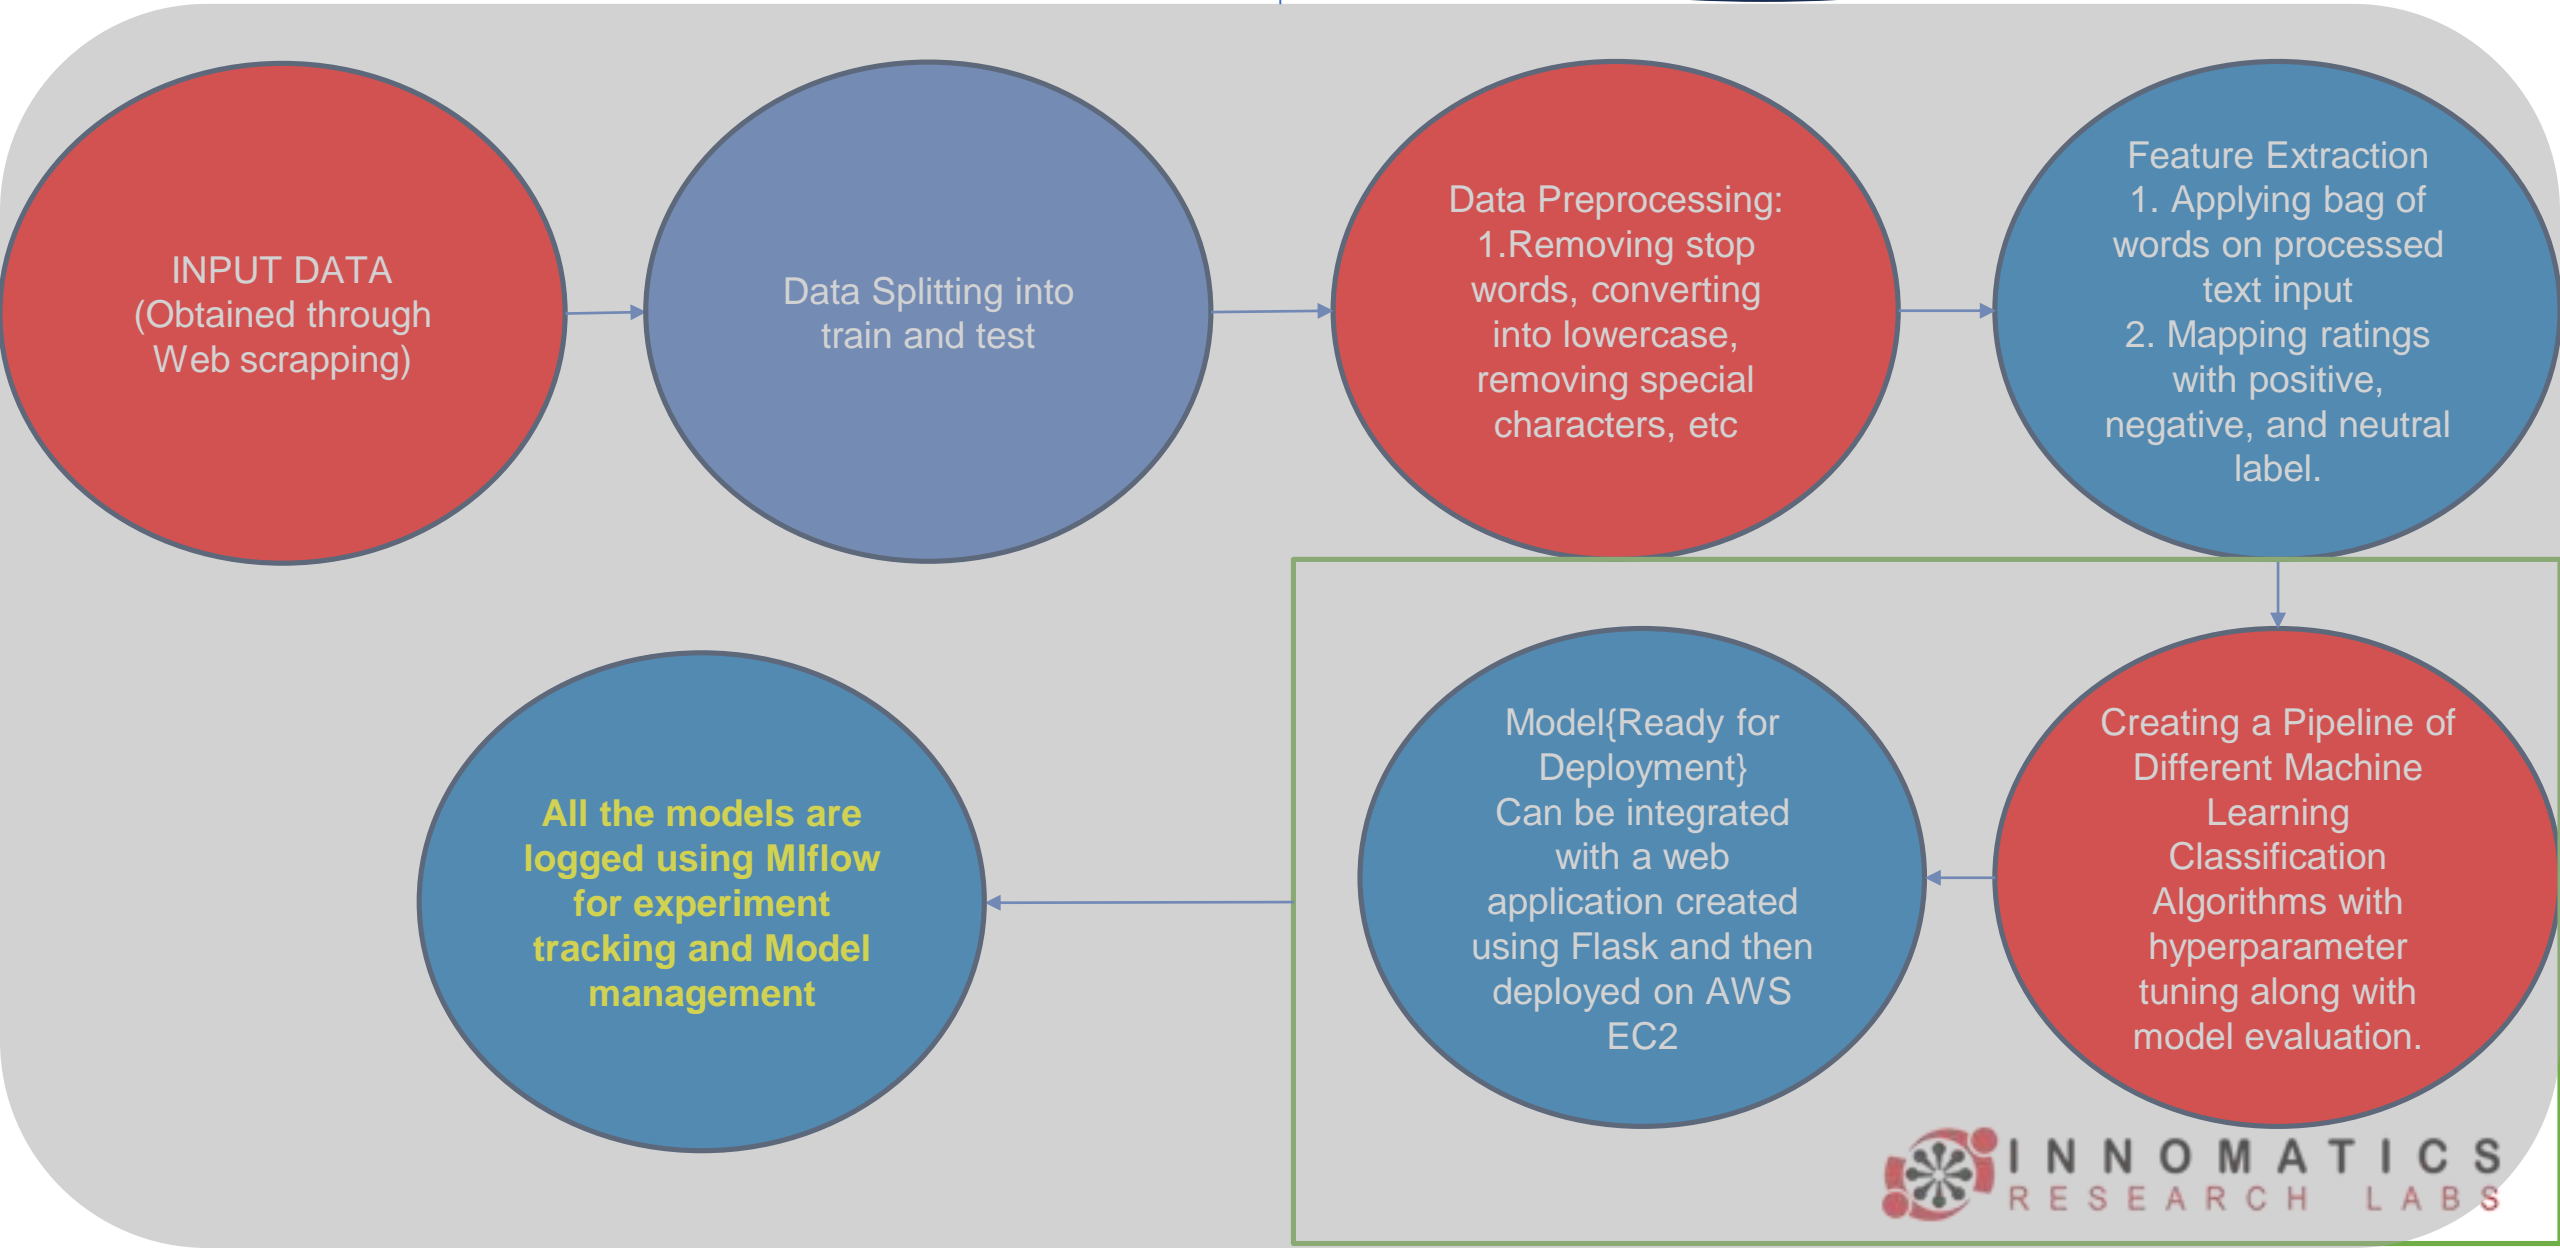 INPUT DATA
(Obtained through
Web scrapping)
Data Splitting into
train and test
Data Preprocessing:
1.Removing stop
words, converting
into lowercase,
removing special
characters, etc
Feature Extraction
1. Applying bag of
words on processed
text input
2. Mapping ratings
with positive,
negative, and neutral
label.
Creating a Pipeline of
Different Machine
Learning
Classification
Algorithms with
hyperparameter
tuning along with
model evaluation.
Model{Ready for
Deployment}
Can be integrated
with a web
application created
using Flask and then
deployed on AWS
EC2
All the models are
logged using Mlflow
for experiment
tracking and Model
management
INNOMATICS
RESEARCH LABS